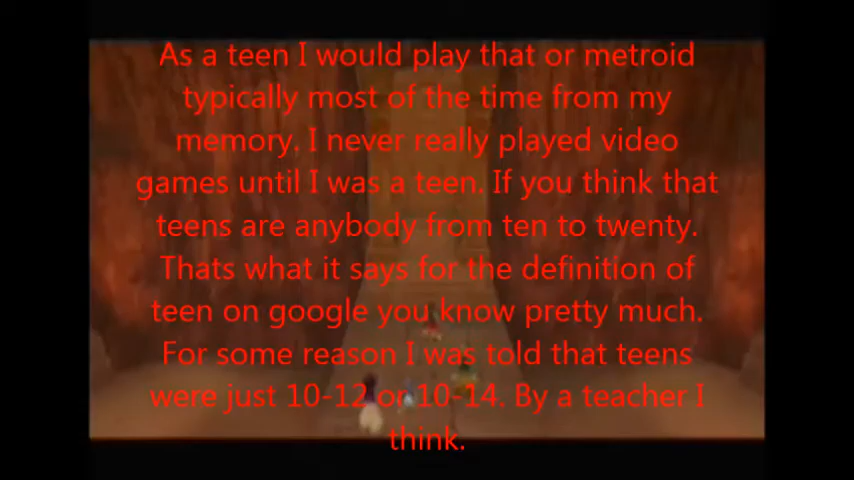 As a teen I would play that or metroid
typically most of the time from my
memory. I never really played video
games until I was a teen. If you think that
teens are anybody from ten to twenty.
Thats what it says for the definition of
teen on google you know pretty much.
For some reason I was told that teens
were just 10-12 or 10-14. By a teacher I
think.